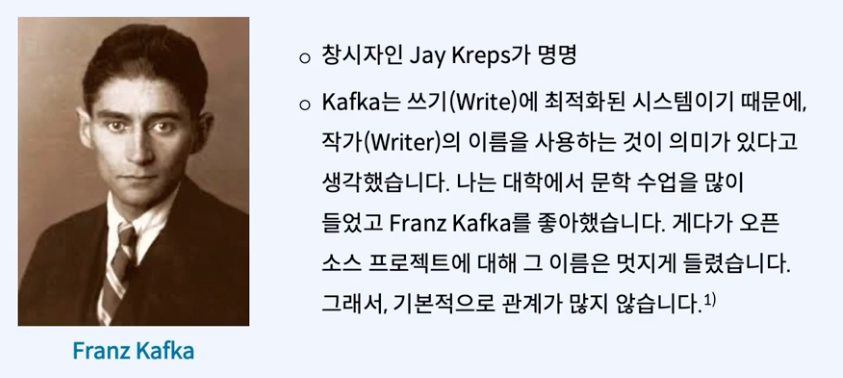 ○ 창시자인 Jay Kreps가 명명
○ Kafka는 쓰기(Write)에 최적화된 시스템이기 때문에,
작가(Writer)의 이름을 사용하는 것이 의미가 있다고
생각했습니다. 나는 대학에서 문학 수업을 많이
들었고 Franz Kafka를 좋아했습니다. 게다가 오픈
소스 프로젝트에 대해 그 이름은 멋지게 들렸습니다.
그래서, 기본적으로 관계가 많지 않습니다.1)
Franz Kafka